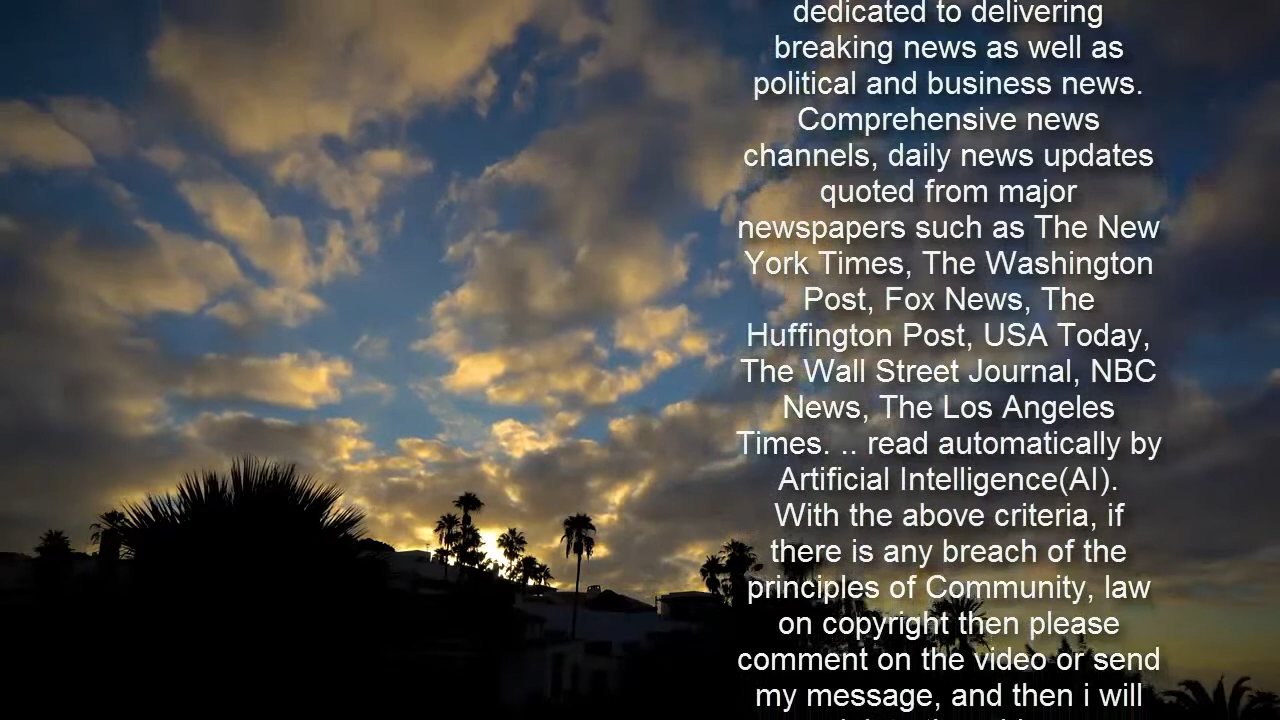 dedicated to delivering
breaking news as well as
political and business news.
Comprehensive news
channels, daily news updates
quoted from major
newspapers such as The New
York Times, The Washington
Post, Fox News, The
Huffington Post, USA Today,
The Wall Street Journal, NBC
News, The Los Angeles
Times. .. read automatically by
Artificial Intelligence(AI).
With the above criteria, if
there is any breach of the
principles of Community, law
on copyright then please
comment on the video or send
my message, and then i will